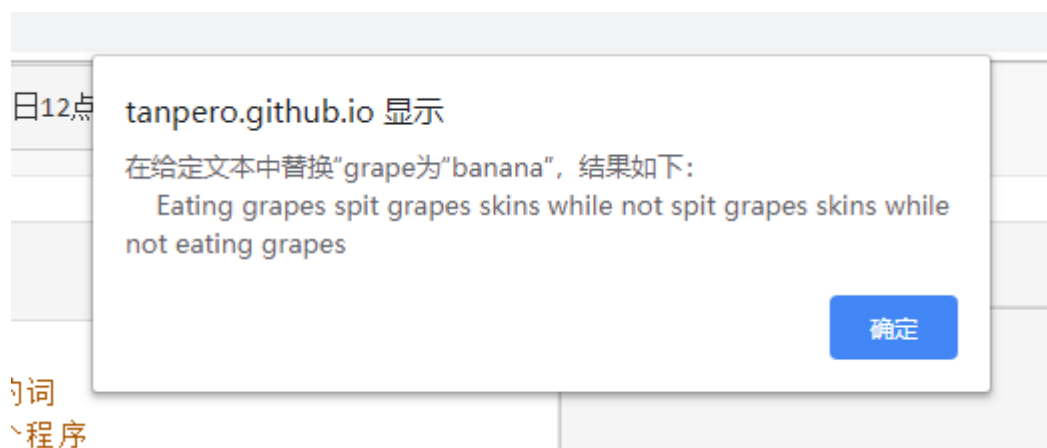 日12点
tanpero.github.io 显示
在给定文本中替换“grape为“banana”，结果如下：
Eating grapes spit grapes skins while not spit grapes skins while
not eating grapes
确定
的词
个程序